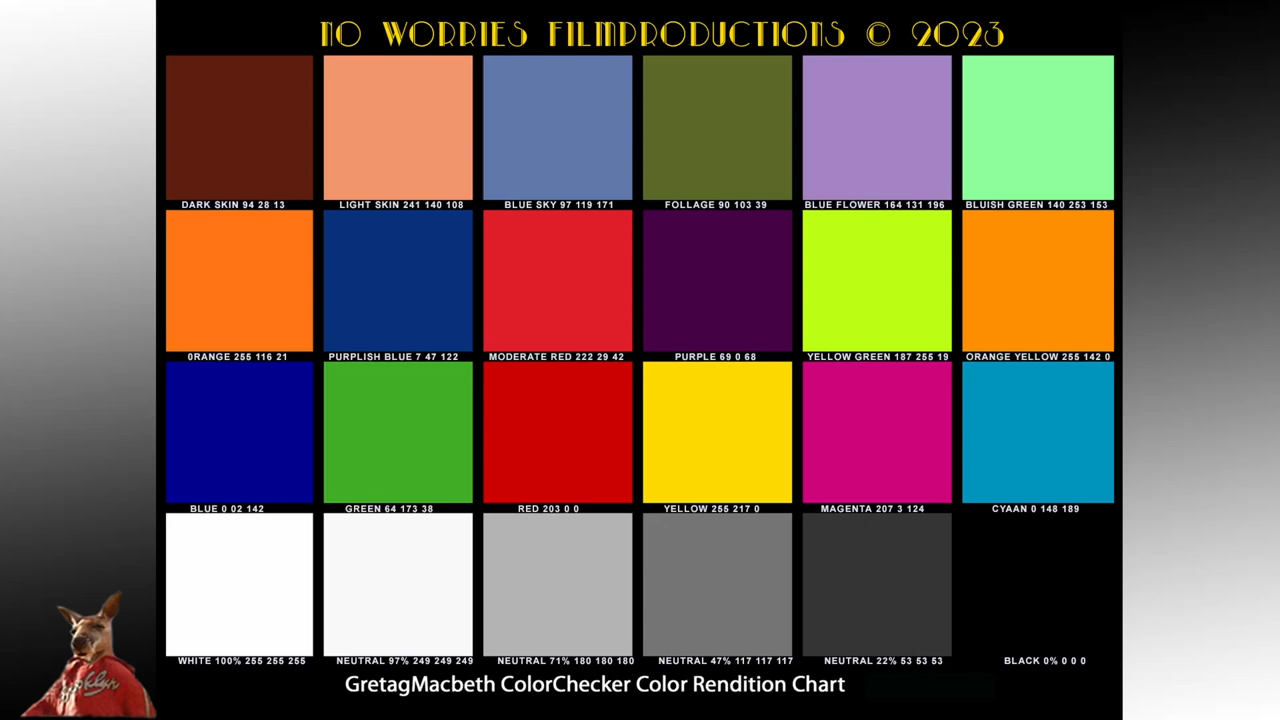 NO WORRIES FILMPRODUCTIONS © 2023
DARK SKIN 94 28 13
LIGHT SKIN 241 140 108
BLUE SKY 97 119 171
FOLLAGE 90 103 39
BLUE FLOWER 164 131 196
BLUISH GREEN 140 253 153
0RANGE 255 116 21
PURPLISH BLUE 7 47 122
MODERATE RED 222 29 42
PURPLE 69 0 68
YELLOW GREEN 187 255 19
ORANGE YELLOW 255 142 0
BLUE 0 02 142
GREEN 64 173 38
RED 203 0 0
YELLOW 255 217 0
MAGENTA 207 3 124
CYAAN 0 148 189
WHITE 100% 255 255 255
NEUTRAL 97% 249 249 249
NEUTRAL 71% 180 180 180
NEUTRAL 47% 117 117 117
NEUTRAL 22% 53 53 53
BLACK 0% 0 0 0
GretagMacbeth ColorChecker Color Rendition Chart
Brooklyn